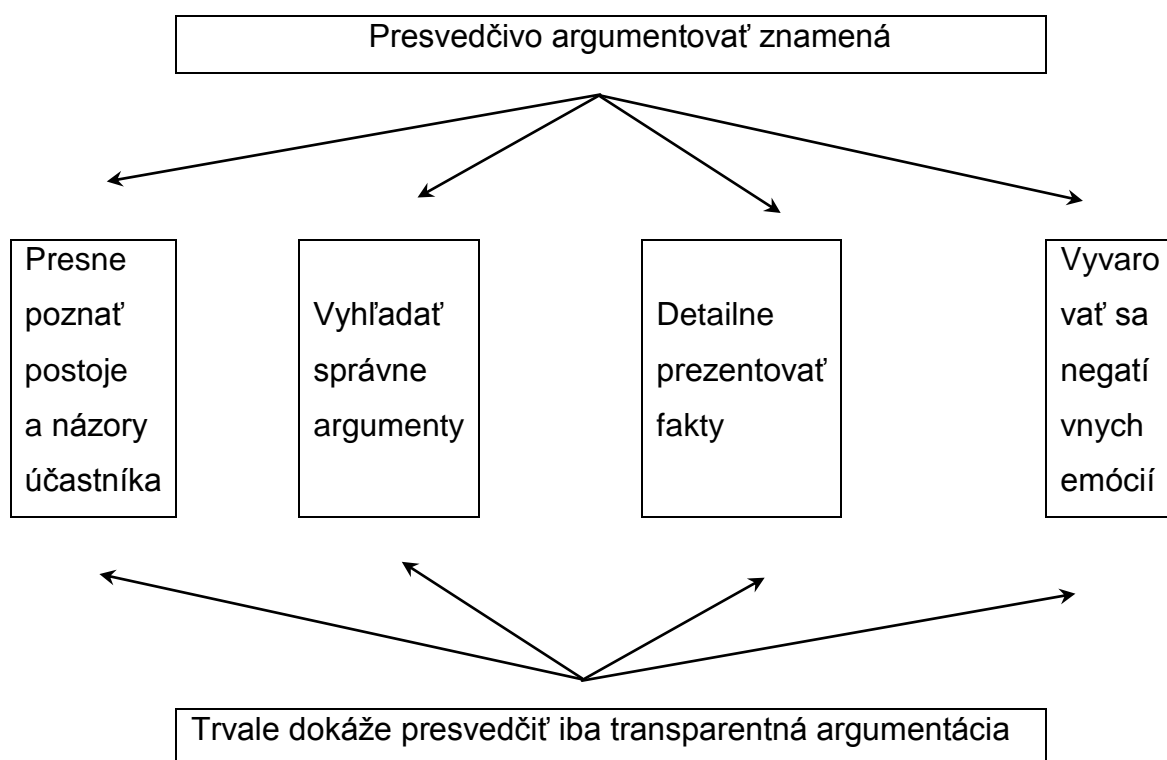 Presvedčivo argumentovať znamená
Presne
poznať
postoje
a názory
účastníka
Vyhľadať
správne
argumenty
Detailne
prezentovať
fakty
Vyvaro
vať sa
negatí
vnych
emócií
Trvale dokáže presvedčiť iba transparentná argumentácia